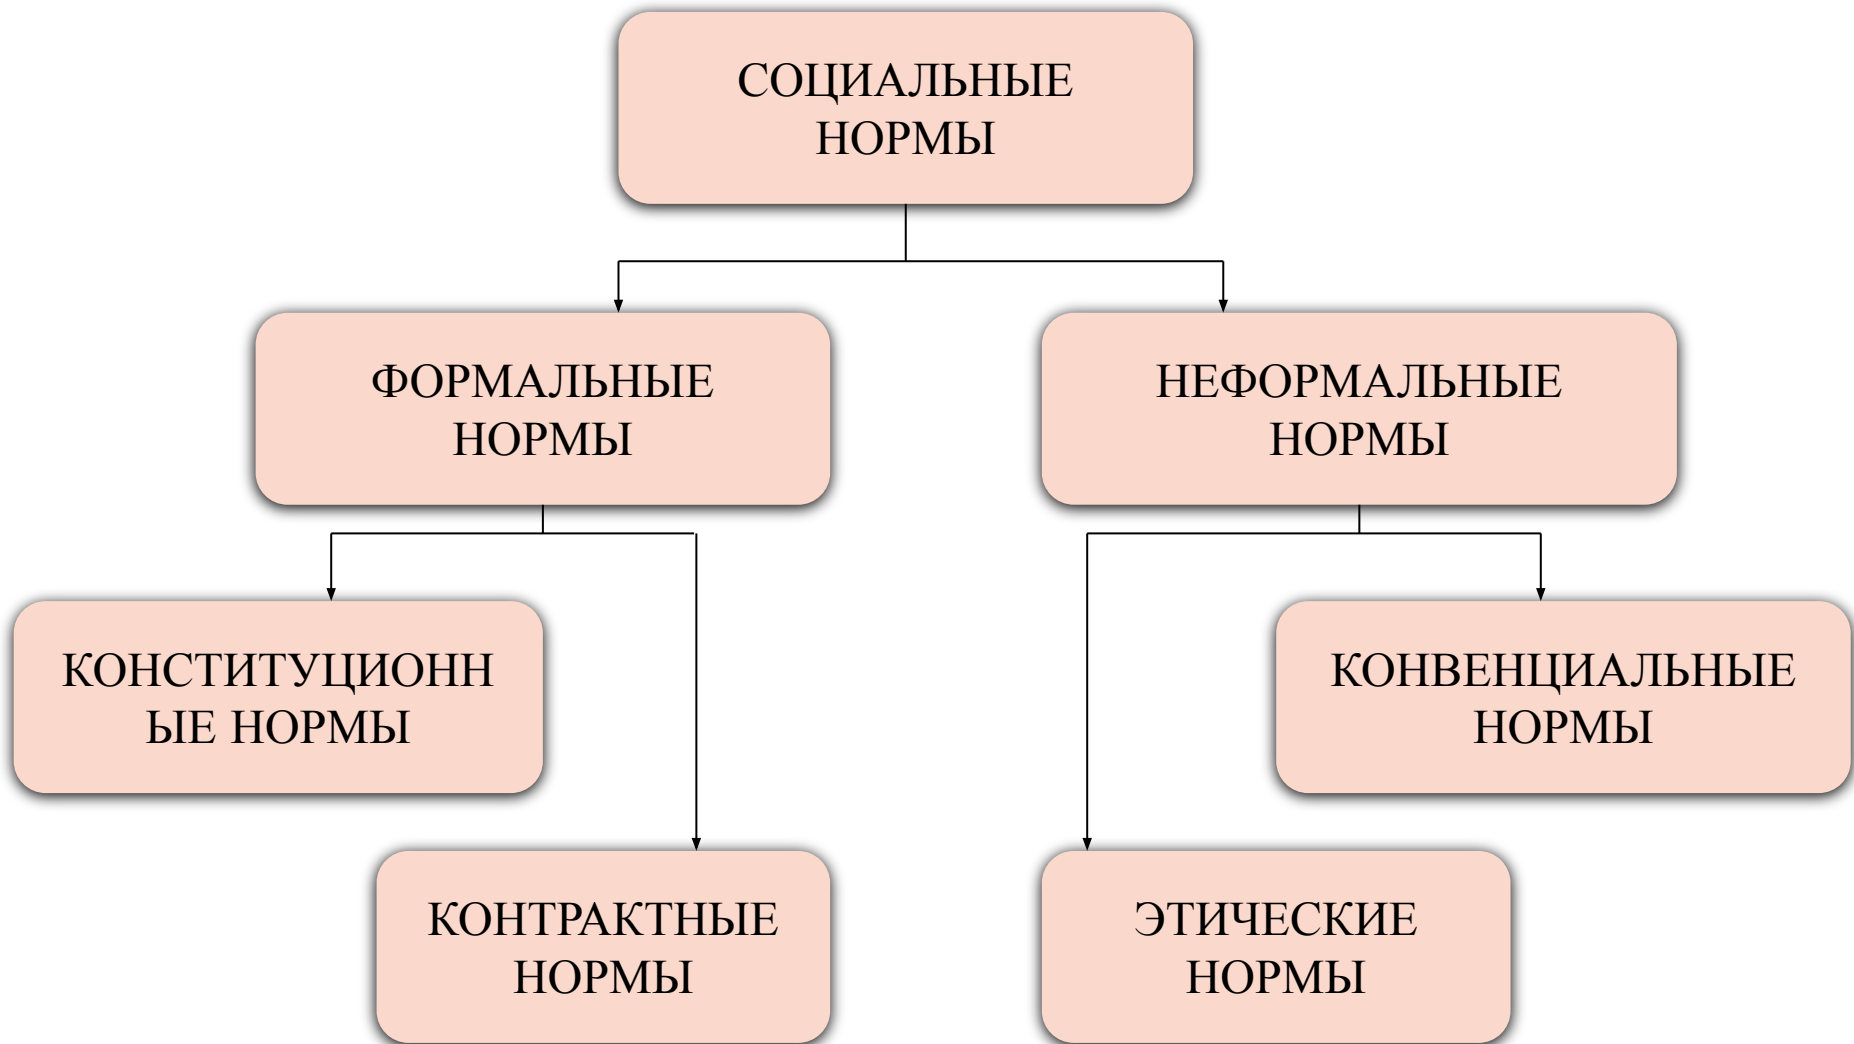 СОЦИАЛЬНЫЕ
НОРМЫ
ФОРМАЛЬНЫЕ
НОРМЫ
НЕФОРМАЛЬНЫЕ
НОРМЫ
КОНСТИТУЦИОНН
ЫЕ НОРМЫ
КОНВЕНЦИАЛЬНЫЕ
НОРМЫ
КОНТРАКТНЫЕ
НОРМЫ
ЭТИЧЕСКИЕ
НОРМЫ